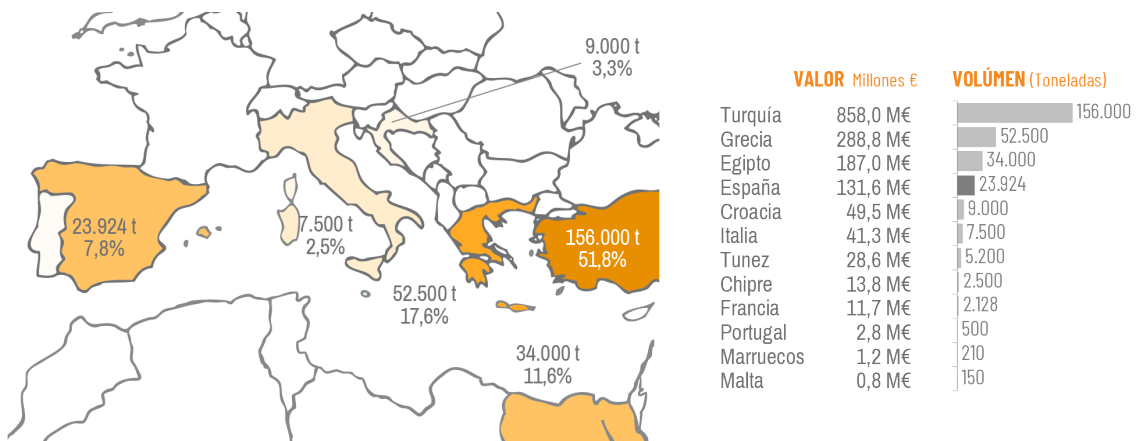 9.000 t
3,3%
23.924 t
7,8%
7.500 t
2,5%
156.000 t
51,8%
52.500 t
17,6%
34.000 t
11,6%
VALOR Millones € VOLÚMEN (Toneladas)
Turquía 858,0 M€ 156.000
Grecia 288,8 M€ 52.500
Egipto 187,0 M€ 34.000
España 131,6 M€ 23.924
Croacia 49,5 M€ 9.000
Italia 41,3 M€ 7.500
Tunez 28,6 M€ 5.200
Chipre 13,8 M€ 2.500
Francia 11,7 M€ 2.128
Portugal 2,8 M€ 500
Marruecos 1,2 M€ 210
Malta 0,8 M€ 150